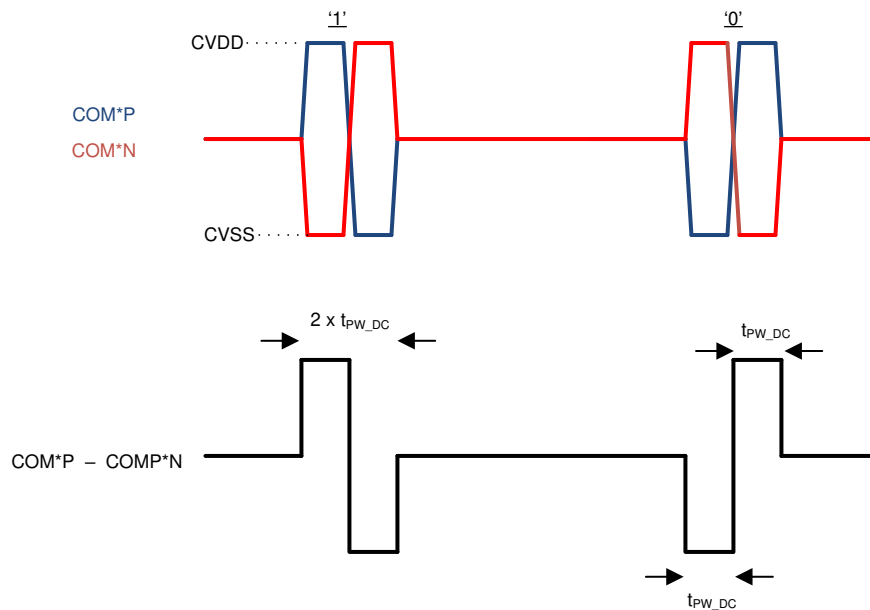 '1'
'0'
CVDD
COM*P
COM*N
CVSS
2 x tPW_DC
tPW_DC
COM*P – COMP*N
tPW_DC